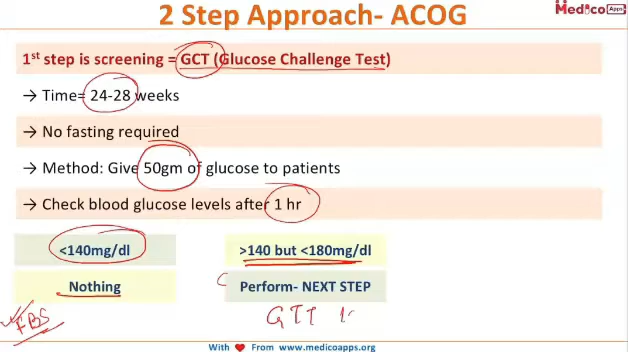 2 Step Approach- ACOG
Medico Apps
1st step is screening = GCT (Glucose Challenge Test)
→ Time= 24-28 weeks
→ No fasting required
→ Method: Give 50gm of glucose to patients
→ Check blood glucose levels after 1 hr
<140mg/dl
>140 but <180mg/dl
Nothing
Perform- NEXT STEP
FBS
GTT
With ❤ From www.medicoapps.org